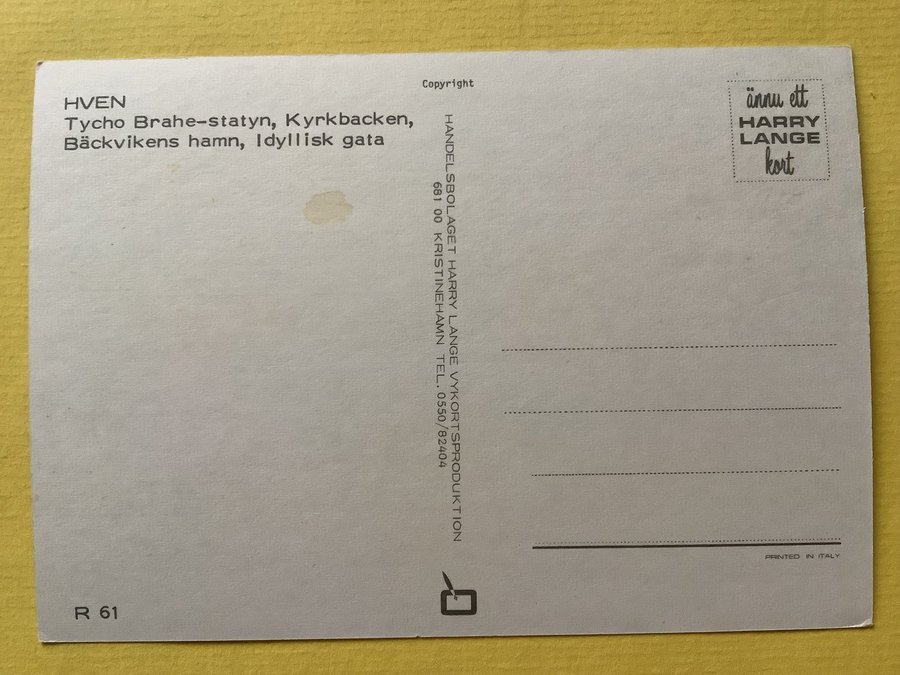 HVEN
Tycho Brahe-statyn, Kyrkbacken,
Bäckvikens hamn, Idyllisk gata
R 61
Copyright
HANDELSBOLAGET HARRY LANGE VYKORTSPRODUKTION
681 00 KRISTINEHAMN TEL. 0550/82404
ännu ett
HARRY
LANGE
kort
PRINTED IN ITALY